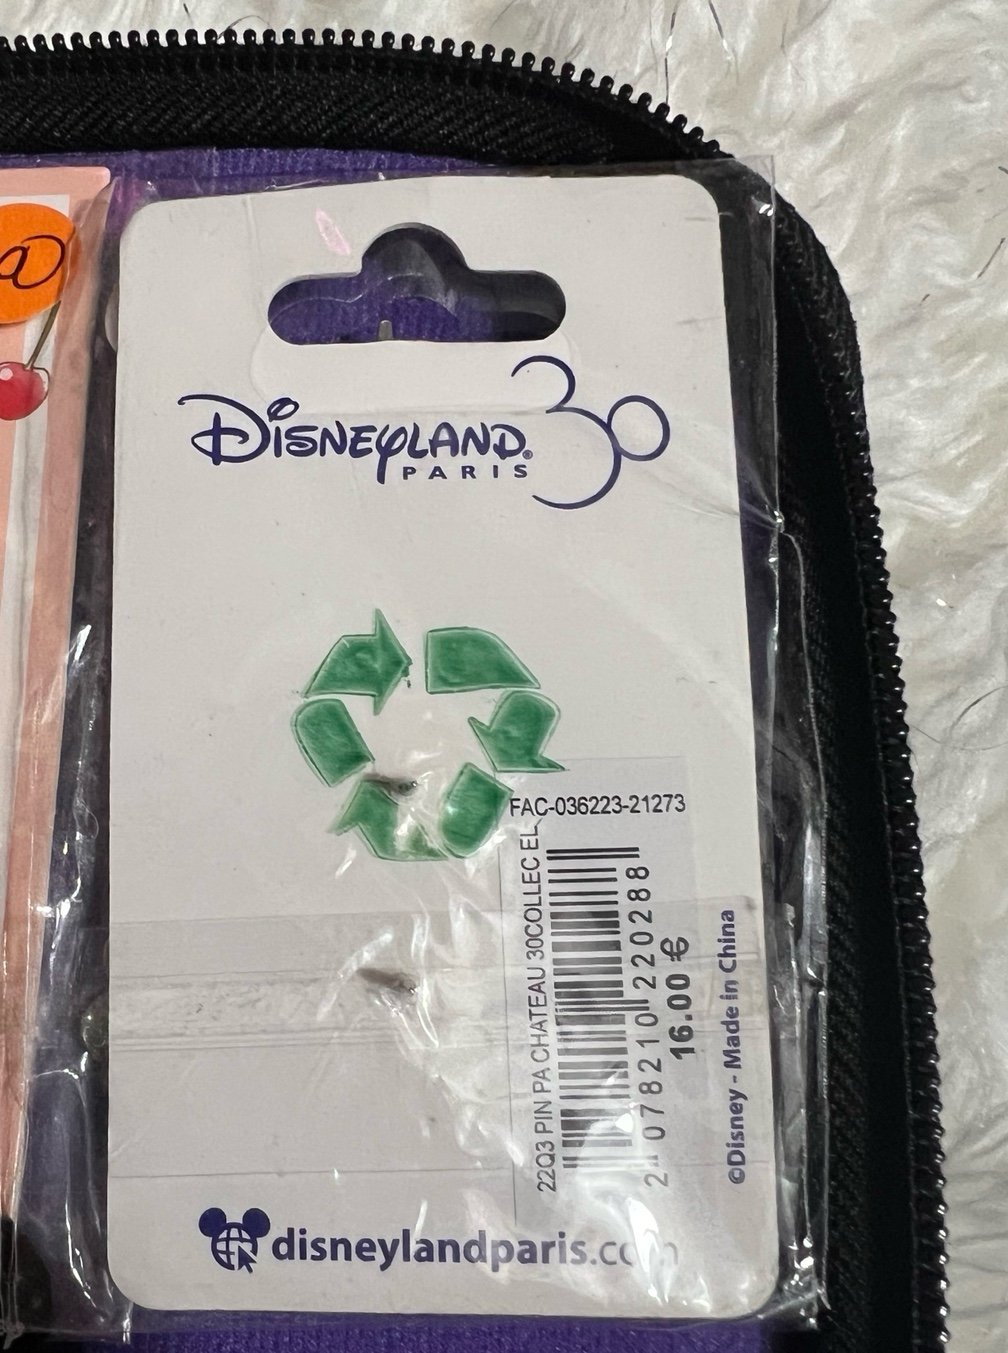 a
Disneyland 30
PARIS
FAC-036223-21273
22Q3 PIN PA CHATEAU 30COLLEC EL
2 078210 220288
16.00 €
©Disney - Made in China
disneylandparis.com